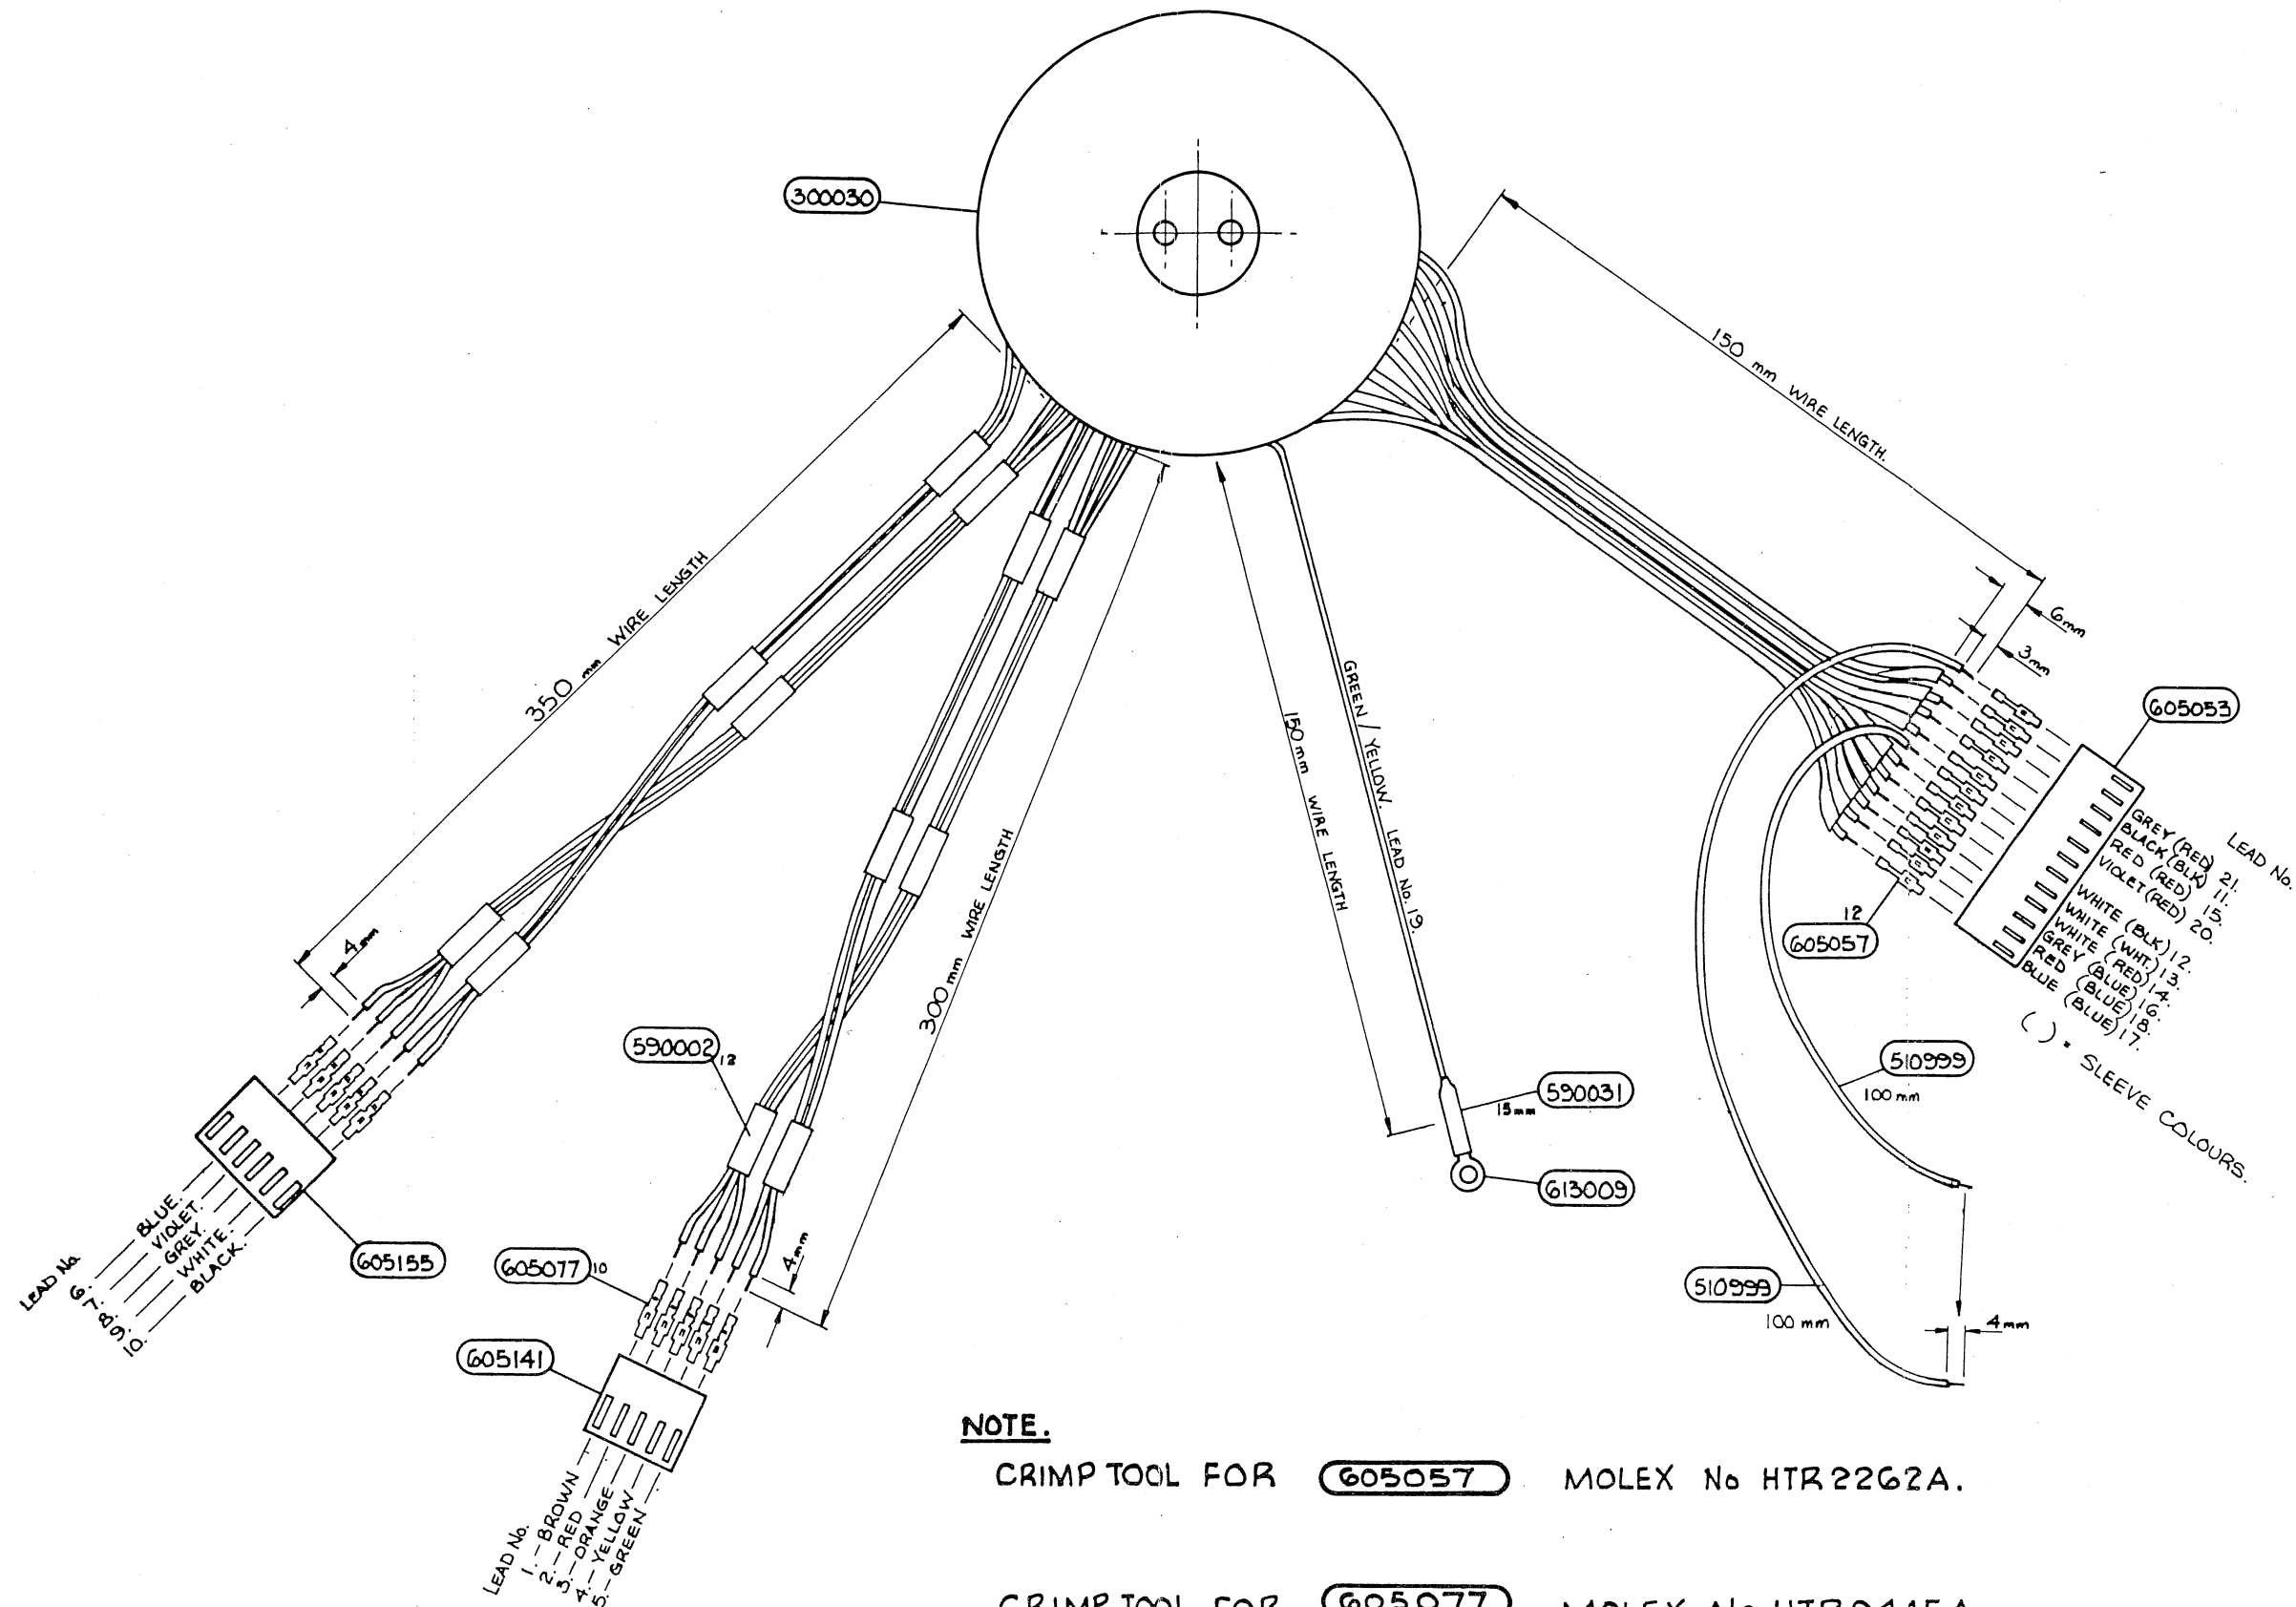 300030
150 mm WIRE LENGTH.
350 mm WIRE LENGTH
4mm
300mm WIRE LENGTH
4mm
150mm WIRE LENGTH
GREEN / YELLOW. LEAD No. 19.
6mm
3mm
605053
LEAD No.
GREY (RED) 21.
BLACK (BLK) 11.
RED (RED) 15.
VIOLET (RED) 20.
WHITE (BLK) 12.
WHITE (WHT.) 13.
WHITE (RED) 14.
GREY (BLUE) 16.
RED (BLUE) 18.
BLUE (BLUE) 17.
( ) = SLEEVE COLOURS.
12
605057
510999
100 mm
510999
100 mm
4mm
590031
15mm
613009
590002 12
605077 10
605155
605141
LEAD No.
6. BLUE.
7. VIOLET.
8. GREY.
9. WHITE.
10. BLACK.
LEAD No.
1. BROWN
2. RED
3. ORANGE
4. YELLOW
5. GREEN
NOTE.
CRIMP TOOL FOR 605057 MOLEX No HTR2262A.
CRIMP TOOL FOR 605077 MOLEX No